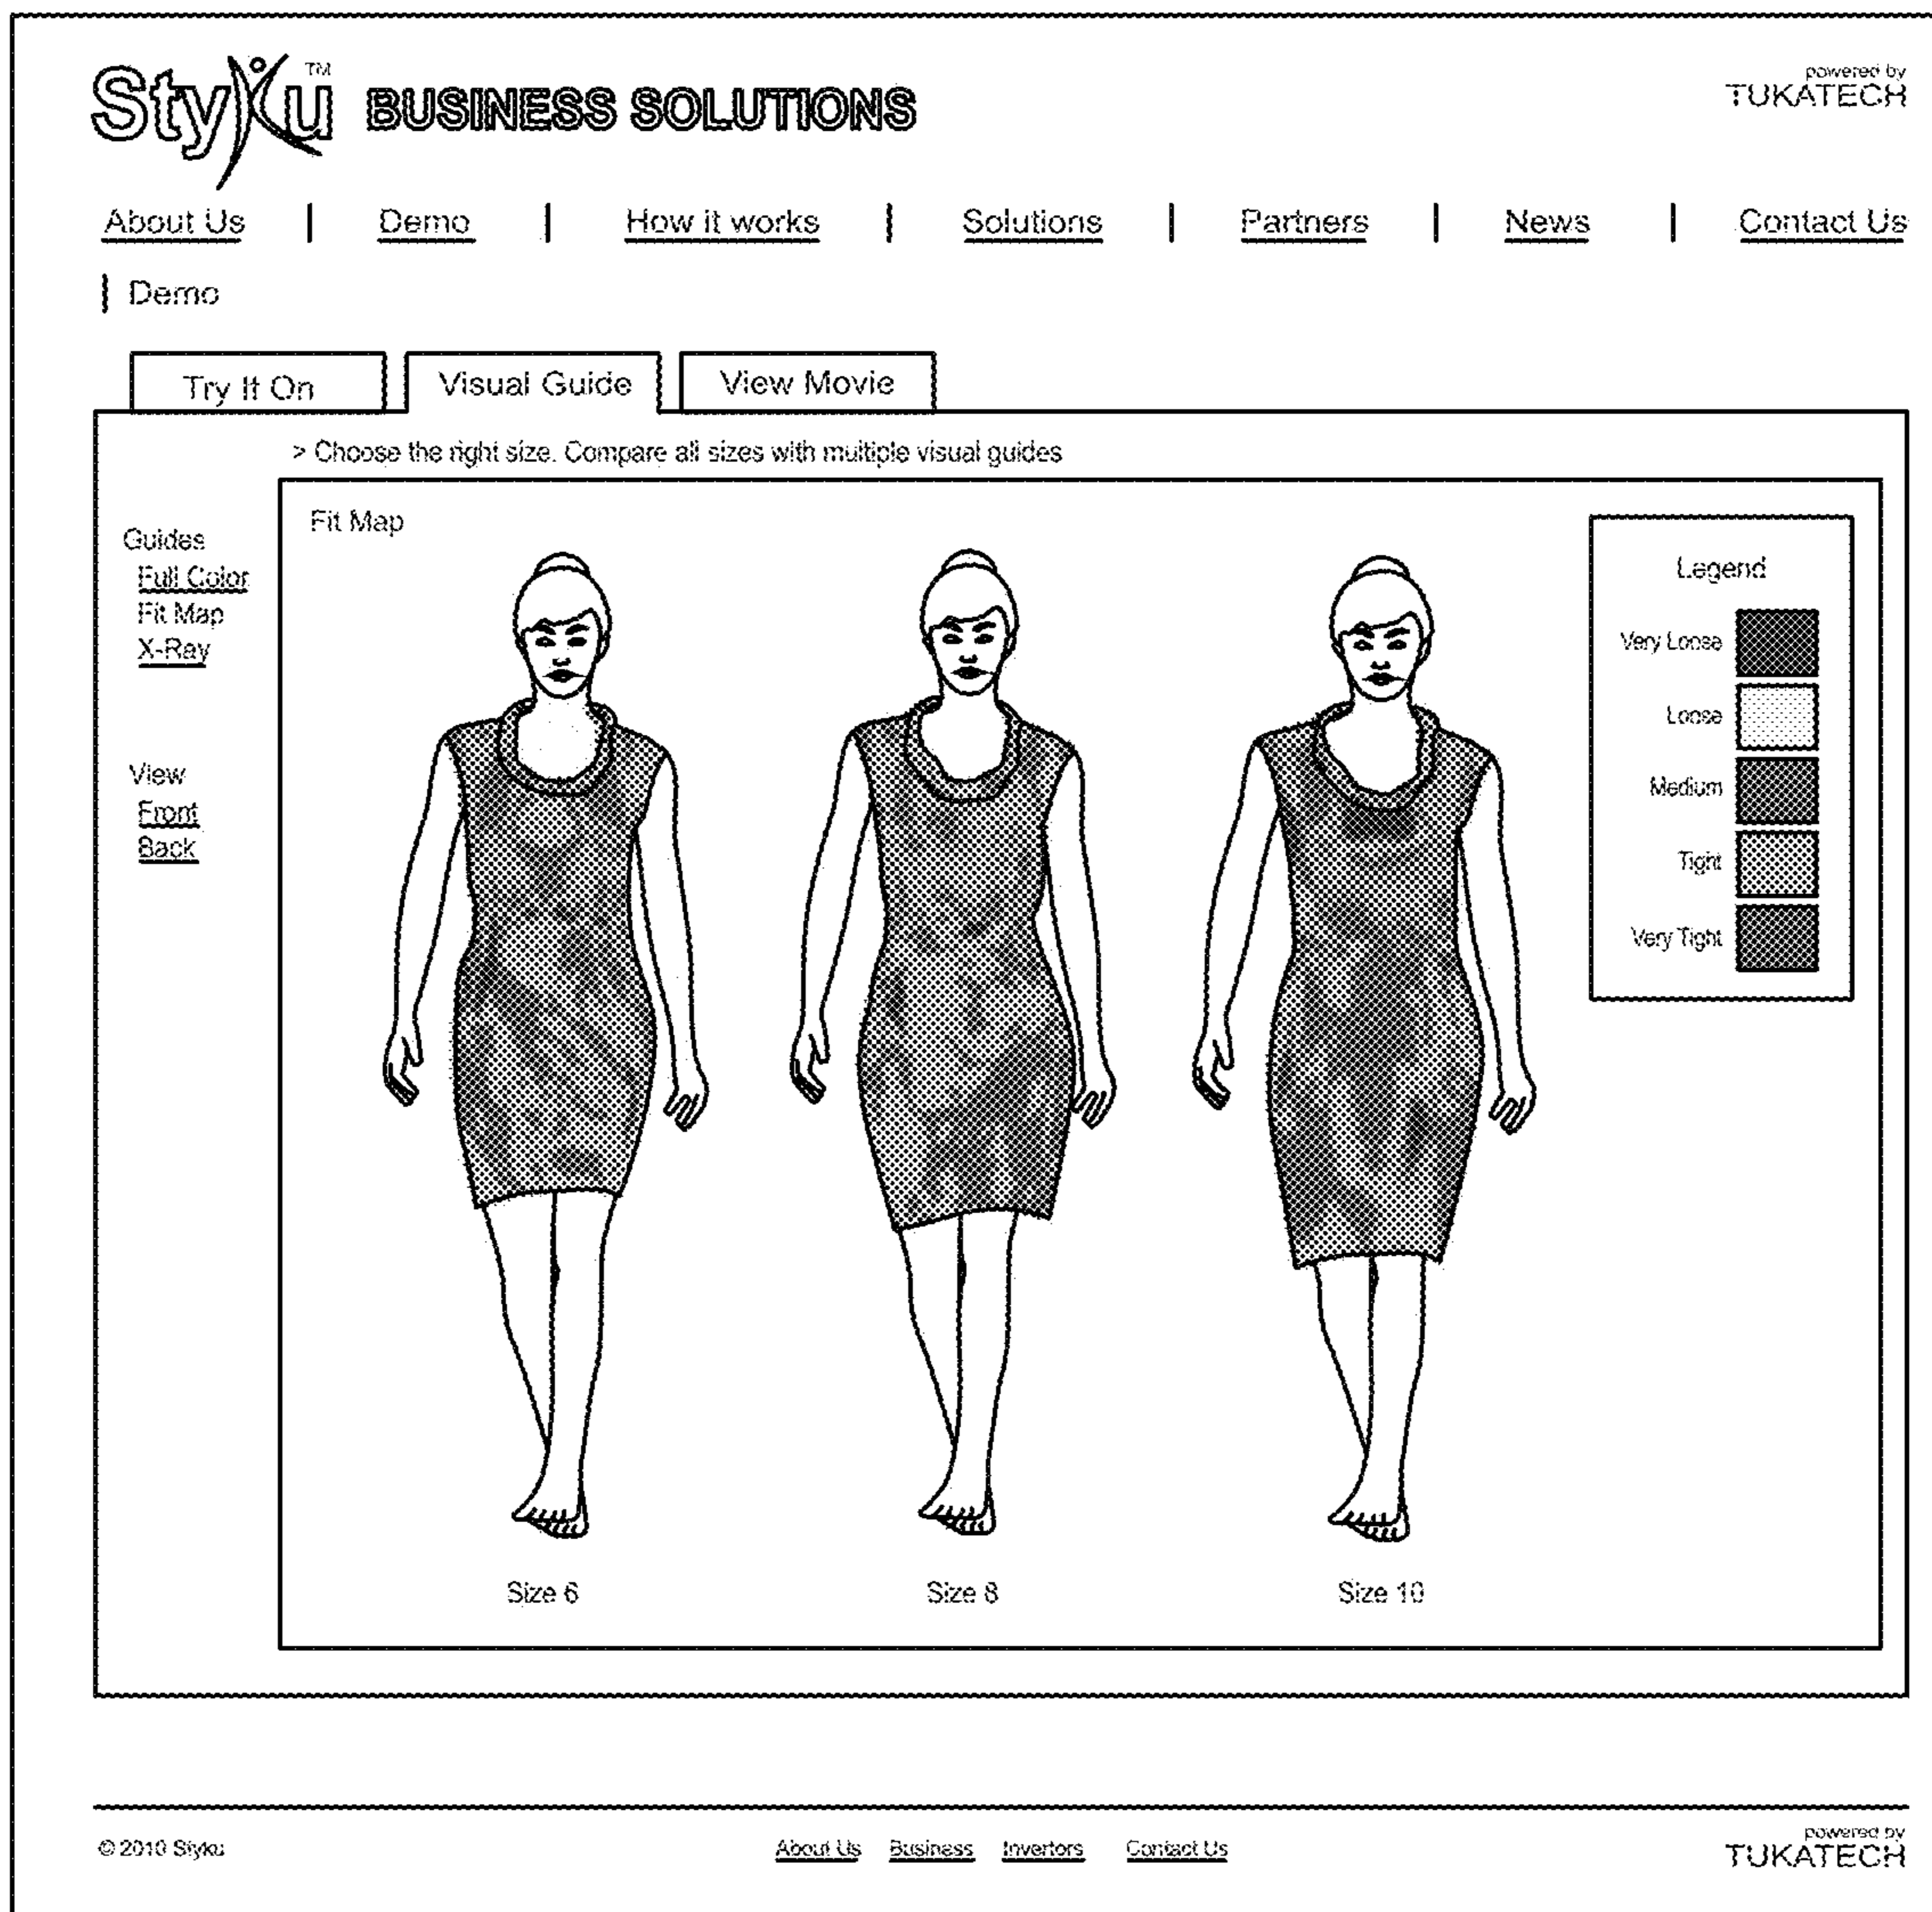 Styku™ BUSINESS SOLUTIONS
powered by
TUKATECH
About Us | Demo | How it works | Solutions | Partners | News | Contact Us
| Demo
Try It On
Visual Guide
View Movie
> Choose the right size. Compare all sizes with multiple visual guides
Guides
Full Color
Fit Map
X-Ray
View
Front
Back
Fit Map
Legend
Very Loose
Loose
Medium
Tight
Very Tight
Size 6
Size 8
Size 10
© 2010 Styku
About Us Business Invertors Contact Us
powered by
TUKATECH